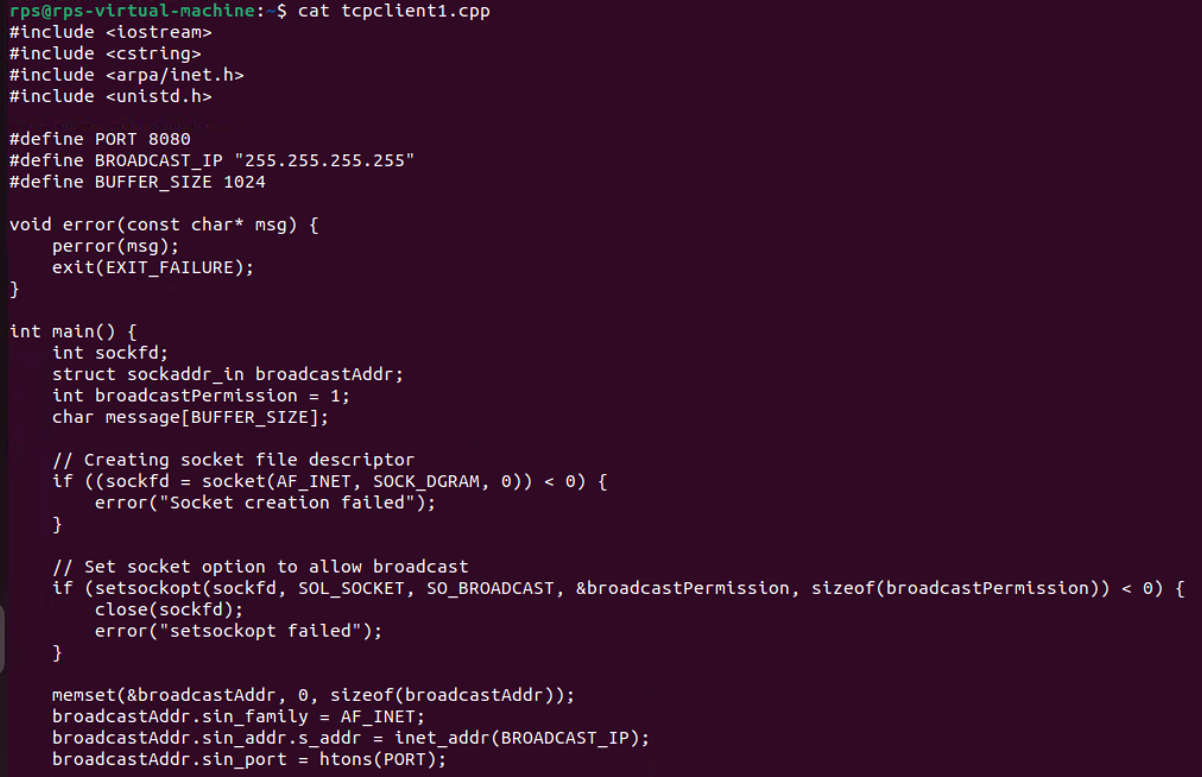 rps@rps-virtual-machine:~$ cat tcpclient1.cpp
#include <iostream>
#include <cstring>
#include <arpa/inet.h>
#include <unistd.h>
#define PORT 8080
#define BROADCAST_IP "255.255.255.255"
#define BUFFER_SIZE 1024
void error(const char* msg) {
    perror(msg);
    exit(EXIT_FAILURE);
}
int main() {
    int sockfd;
    struct sockaddr_in broadcastAddr;
    int broadcastPermission = 1;
    char message[BUFFER_SIZE];
    // Creating socket file descriptor
    if ((sockfd = socket(AF_INET, SOCK_DGRAM, 0)) < 0) {
        error("Socket creation failed");
    }
    // Set socket option to allow broadcast
    if (setsockopt(sockfd, SOL_SOCKET, SO_BROADCAST, &broadcastPermission, sizeof(broadcastPermission)) < 0) {
        close(sockfd);
        error("setsockopt failed");
    }
    memset(&broadcastAddr, 0, sizeof(broadcastAddr));
    broadcastAddr.sin_family = AF_INET;
    broadcastAddr.sin_addr.s_addr = inet_addr(BROADCAST_IP);
    broadcastAddr.sin_port = htons(PORT);